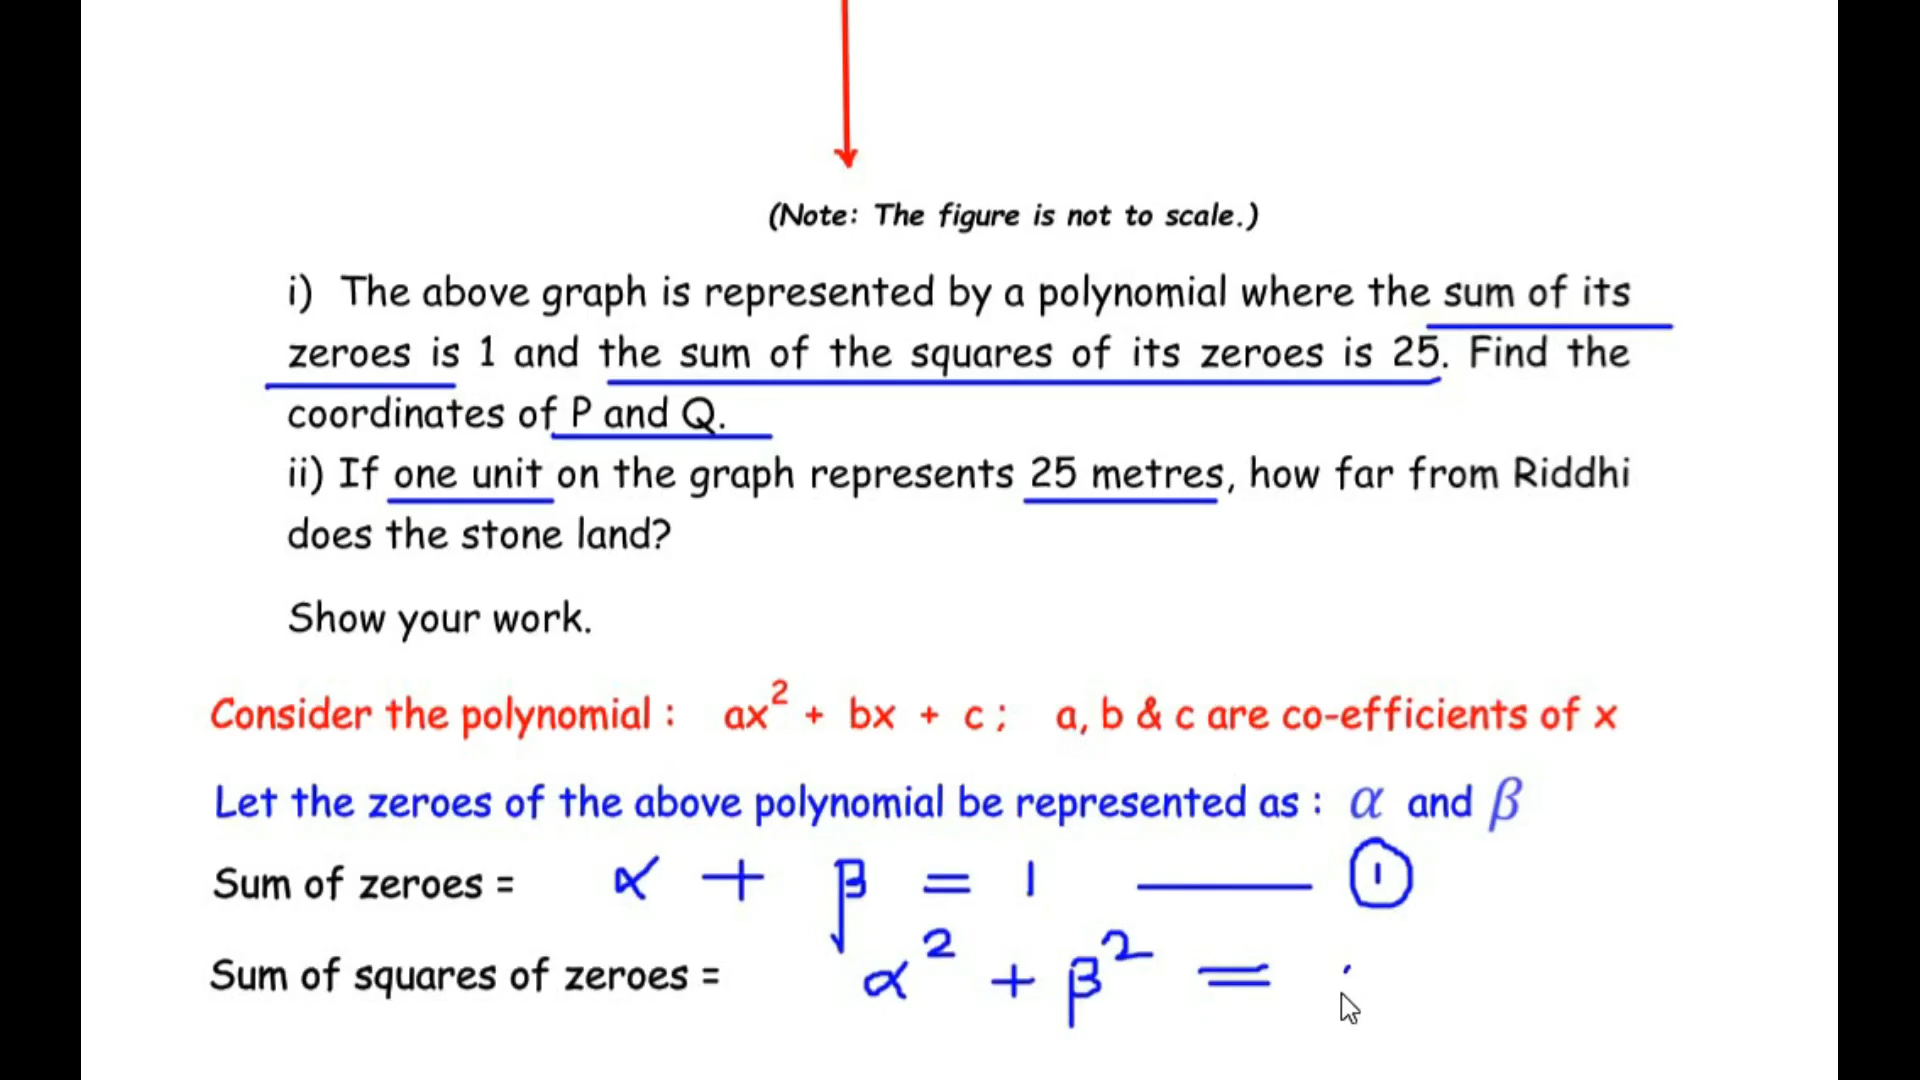 (Note: The figure is not to scale.)
i) The above graph is represented by a polynomial where the sum of its
zeroes is 1 and the sum of the squares of its zeroes is 25. Find the
coordinates of P and Q.
ii) If one unit on the graph represents 25 metres, how far from Riddhi
does the stone land?
Show your work.
Consider the polynomial : ax² + bx + c ; a, b & c are co-efficients of x
Let the zeroes of the above polynomial be represented as : α and β
Sum of zeroes = α + β = 1 —— ①
Sum of squares of zeroes = α² + β² =